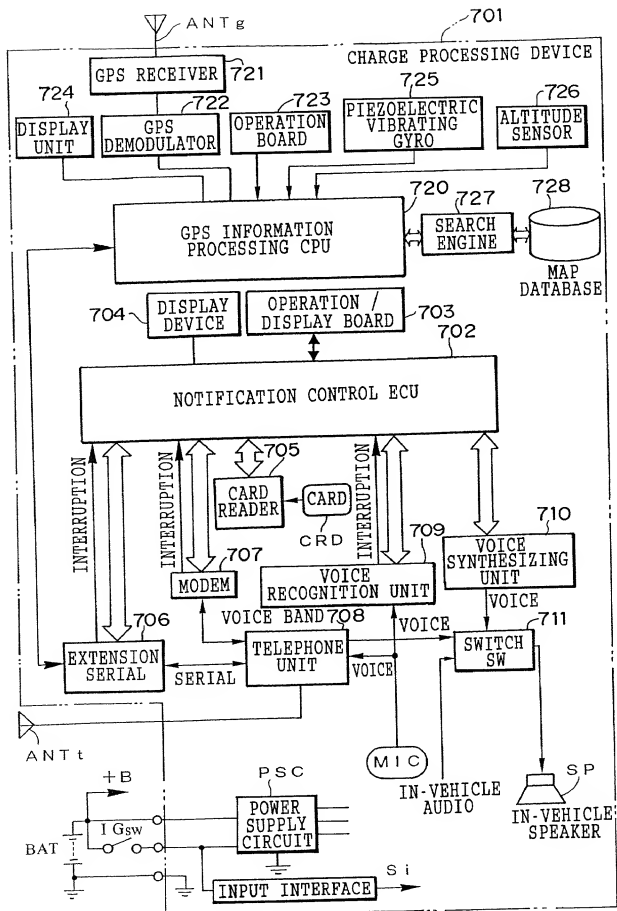 ANTg
701
CHARGE PROCESSING DEVICE
GPS RECEIVER
721
724
722
723
725
726
DISPLAY
UNIT
GPS
DEMODULATOR
OPERATION
BOARD
PIEZOELECTRIC
VIBRATING
GYRO
ALTITUDE
SENSOR
720
727
728
GPS INFORMATION
PROCESSING CPU
SEARCH
ENGINE
MAP
DATABASE
704
DISPLAY
DEVICE
OPERATION /
DISPLAY BOARD
703
702
NOTIFICATION CONTROL ECU
INTERRUPTION
INTERRUPTION
705
CARD
READER
CARD
CRD
INTERRUPTION
709
710
707
MODEM
VOICE
RECOGNITION UNIT
VOICE
SYNTHESIZING
UNIT
VOICE BAND
708
VOICE
VOICE
711
706
EXTENSION
SERIAL
SERIAL
TELEPHONE
UNIT
VOICE
SWITCH
SW
ANTt
MIC
IN-VEHICLE
AUDIO
SP
IN-VEHICLE
SPEAKER
+B
PSC
IGSW
BAT
POWER
SUPPLY
CIRCUIT
Si
INPUT INTERFACE